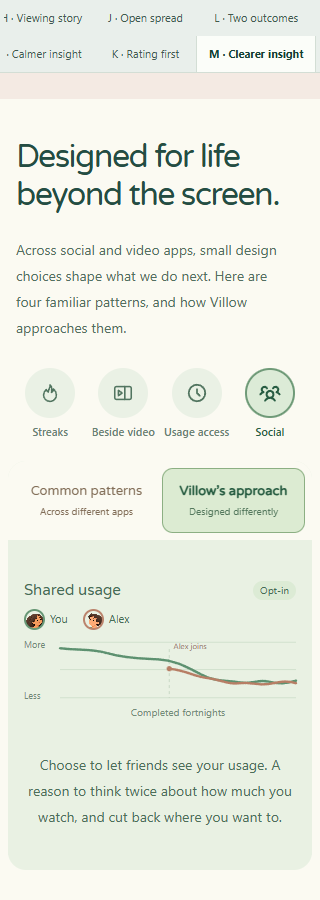 H · Viewing story
J · Open spread
L · Two outcomes
· Calmer insight
K · Rating first
M · Clearer insight
Designed for life
beyond the screen.
Across social and video apps, small design
choices shape what we do next. Here are
four familiar patterns, and how Villow
approaches them.
Streaks
Beside video
Usage access
Social
Common patterns
Across different apps
Villow's approach
Designed differently
Shared usage
Opt-in
You
Alex
More
Alex joins
Less
Completed fortnights
Choose to let friends see your usage. A
reason to think twice about how much you
watch, and cut back where you want to.